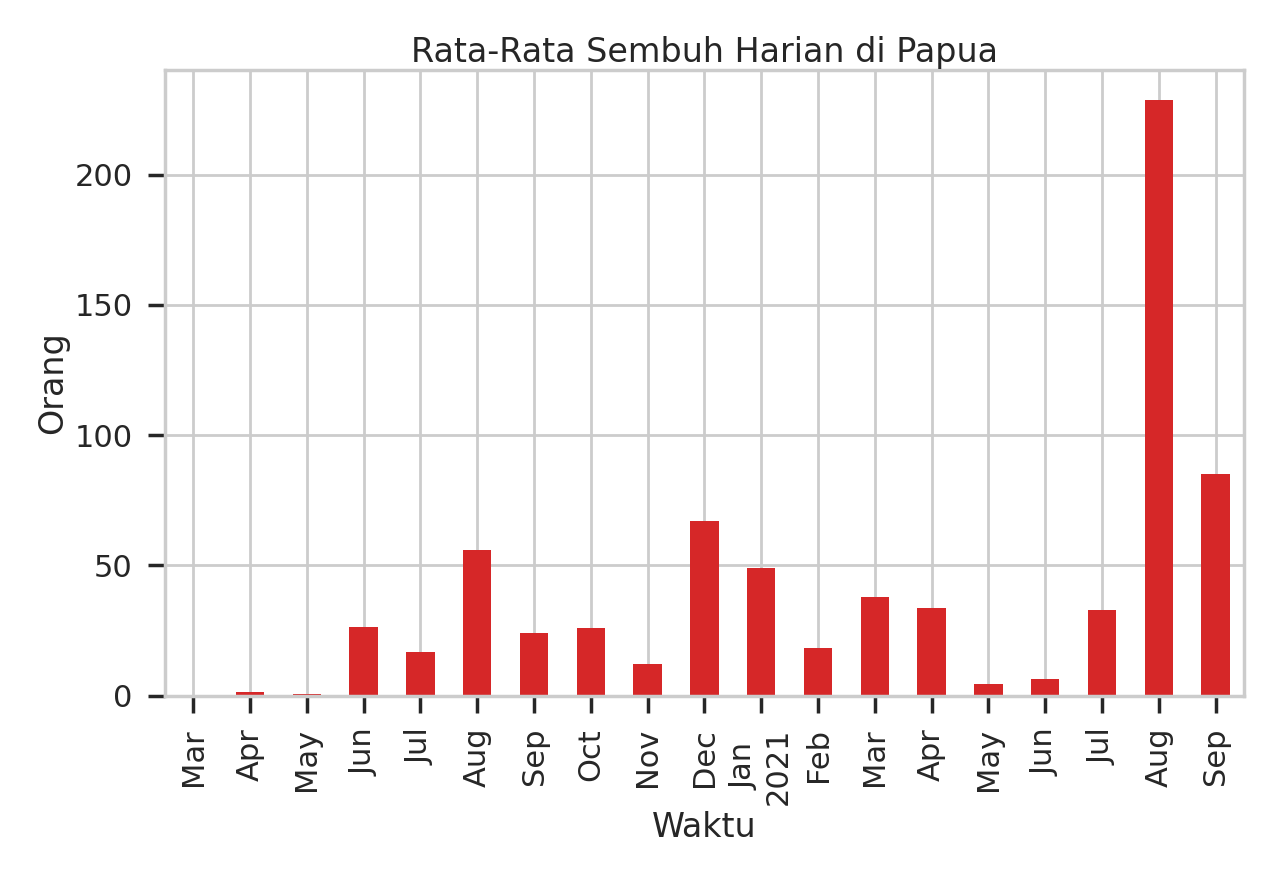 Rata-Rata Sembuh Harian di Papua
Orang
200
150
100
50
0
Mar
Apr
May
Jun
Jul
Aug
Sep
Oct
Nov
Dec
Jan
2021
Feb
Mar
Apr
May
Jun
Jul
Aug
Sep
Waktu